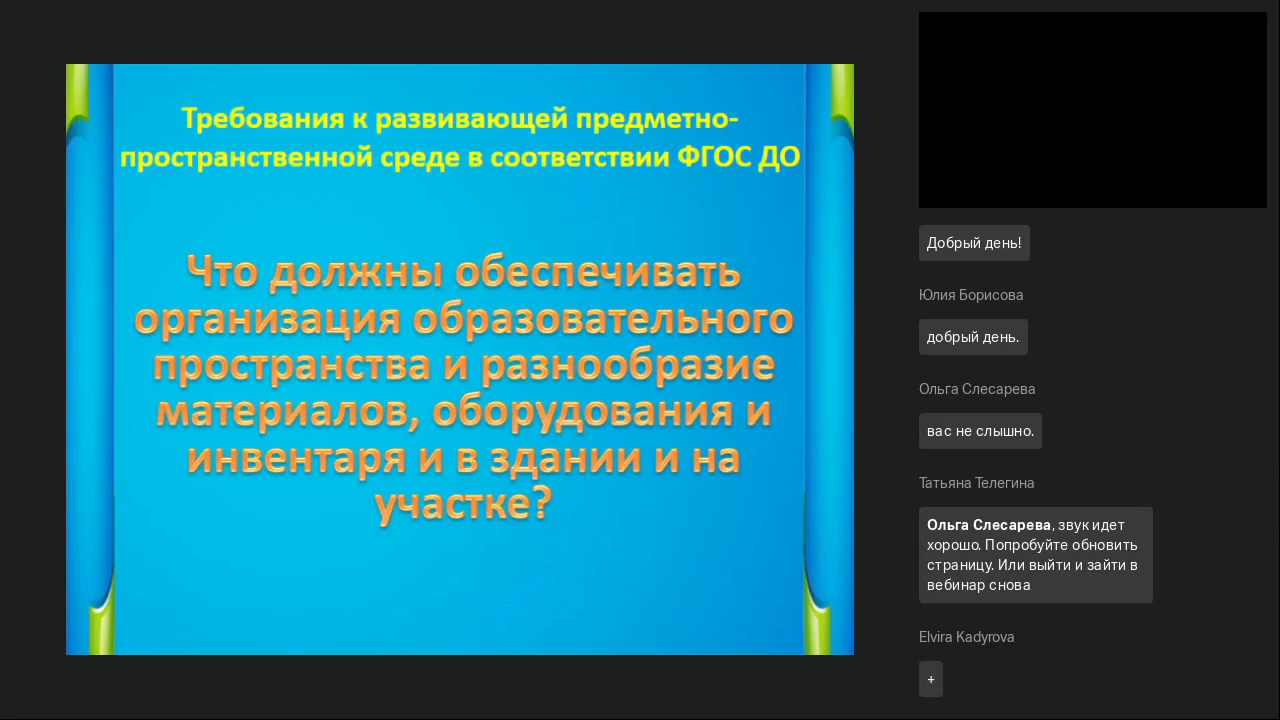 Требования к развивающей предметно-
пространственной среде в соответствии ФГОС ДО
Что должны обеспечивать
организация образовательного
пространства и разнообразие
материалов, оборудования и
инвентаря и в здании и на
участке?
Добрый день!
Юлия Борисова
добрый день.
Ольга Слесарева
вас не слышно.
Татьяна Телегина
Ольга Слесарева, звук идет
хорошо. Попробуйте обновить
страницу. Или выйти и зайти в
вебинар снова
Elvira Kadyrova
+